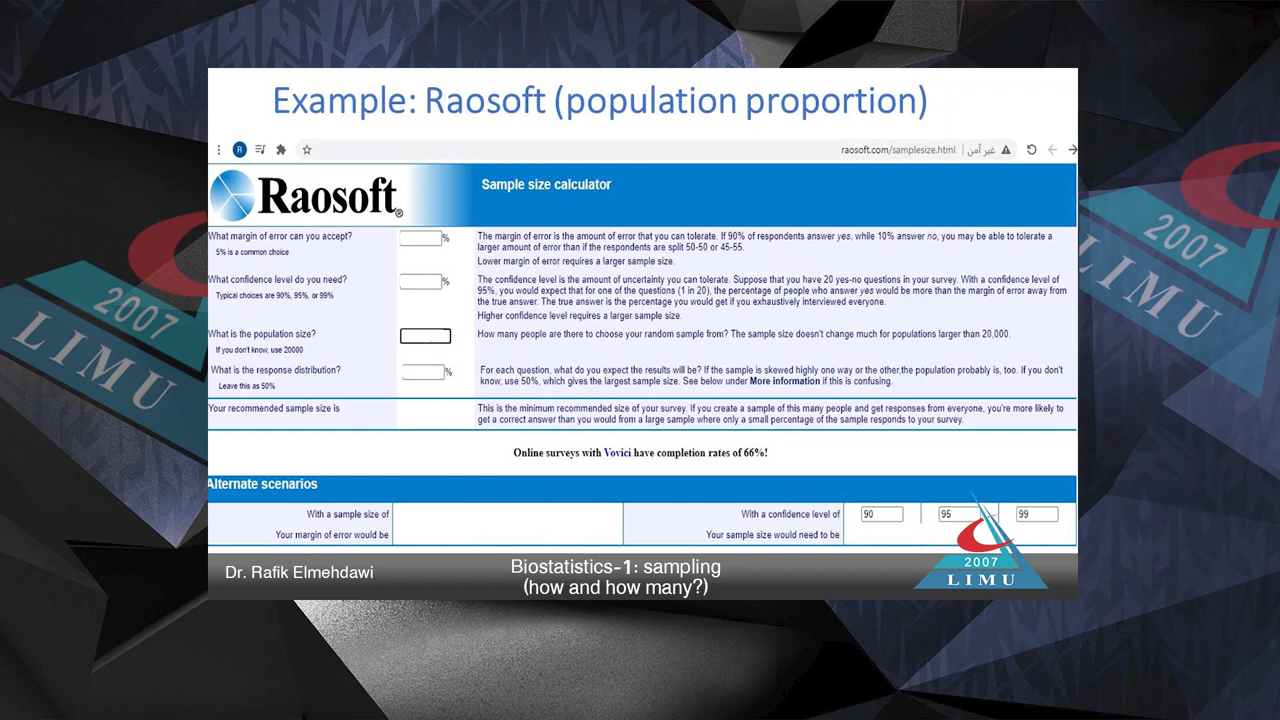 Example: Raosoft (population proportion)
R
raosoft.com/samplesize.html
غير آمن
Raosoft®
Sample size calculator
What margin of error can you accept?
5% is a common choice
%
The margin of error is the amount of error that you can tolerate. If 90% of respondents answer yes, while 10% answer no, you may be able to tolerate a
larger amount of error than if the respondents are split 50-50 or 45-55.
Lower margin of error requires a larger sample size.
What confidence level do you need?
Typical choices are 90%, 95%, or 99%
%
The confidence level is the amount of uncertainty you can tolerate. Suppose that you have 20 yes-no questions in your survey. With a confidence level of
95%, you would expect that for one of the questions (1 in 20), the percentage of people who answer yes would be more than the margin of error away from
the true answer. The true answer is the percentage you would get if you exhaustively interviewed everyone.
Higher confidence level requires a larger sample size.
What is the population size?
If you don't know, use 20000
How many people are there to choose your random sample from? The sample size doesn't change much for populations larger than 20,000.
What is the response distribution?
Leave this as 50%
%
For each question, what do you expect the results will be? If the sample is skewed highly one way or the other,the population probably is, too. If you don't
know, use 50%, which gives the largest sample size. See below under More information if this is confusing.
Your recommended sample size is
This is the minimum recommended size of your survey. If you create a sample of this many people and get responses from everyone, you're more likely to
get a correct answer than you would from a large sample where only a small percentage of the sample responds to your survey.
Online surveys with Vovici have completion rates of 66%!
Alternate scenarios
With a sample size of
With a confidence level of
90
95
99
Your margin of error would be
Your sample size would need to be
Dr. Rafik Elmehdawi
Biostatistics-1: sampling
(how and how many?)
2007
LIMU
2007
LIMU
2007
LIMU